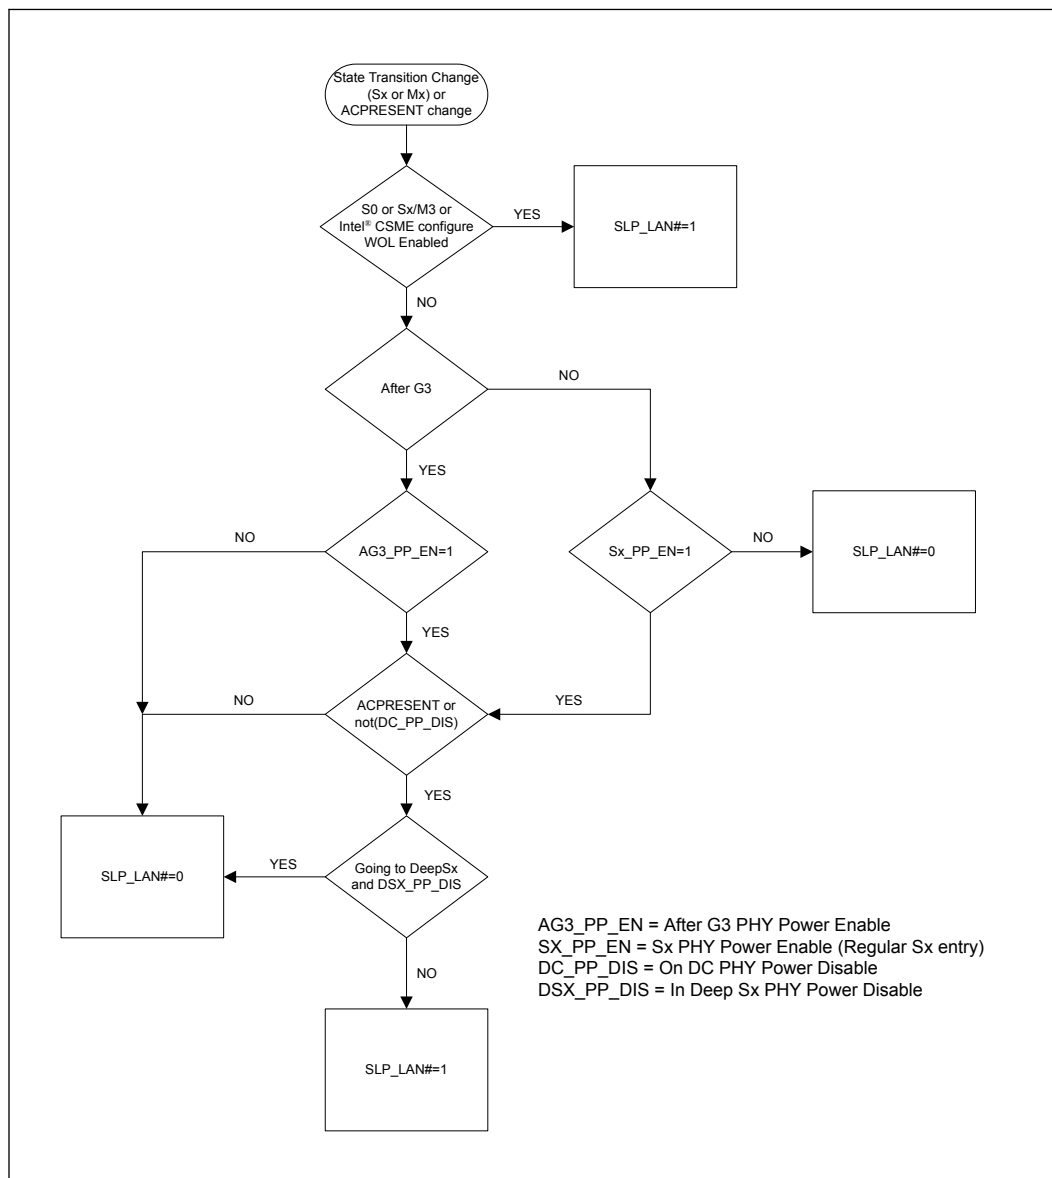 State Transition Change
(Sx or Mx) or
ACPRESENT change
S0 or Sx/M3 or
Intel® CSME configure
WOL Enabled
YES
SLP_LAN#=1
NO
After G3
NO
YES
AG3_PP_EN=1
NO
Sx_PP_EN=1
NO
SLP_LAN#=0
YES
ACPRESENT or
not(DC_PP_DIS)
NO
YES
YES
Going to DeepSx
and DSX_PP_DIS
YES
SLP_LAN#=0
NO
SLP_LAN#=1
AG3_PP_EN = After G3 PHY Power Enable
SX_PP_EN = Sx PHY Power Enable (Regular Sx entry)
DC_PP_DIS = On DC PHY Power Disable
DSX_PP_DIS = In Deep Sx PHY Power Disable